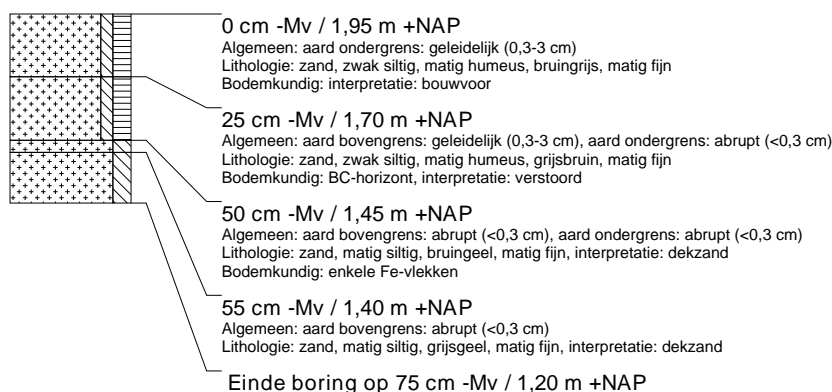 0 cm -Mv / 1,95 m +NAP
Algemeen: aard ondergrens: geleidelijk (0,3-3 cm)
Lithologie: zand, zwak siltig, matig humeus, bruingrijs, matig fijn
Bodemkundig: interpretatie: bouwvoor
25 cm -Mv / 1,70 m +NAP
Algemeen: aard bovengrens: geleidelijk (0,3-3 cm), aard ondergrens: abrupt (<0,3 cm)
Lithologie: zand, zwak siltig, matig humeus, grijsbruin, matig fijn
Bodemkundig: BC-horizont, interpretatie: verstoord
50 cm -Mv / 1,45 m +NAP
Algemeen: aard bovengrens: abrupt (<0,3 cm), aard ondergrens: abrupt (<0,3 cm)
Lithologie: zand, matig siltig, bruingeel, matig fijn, interpretatie: dekzand
Bodemkundig: enkele Fe-vlekken
55 cm -Mv / 1,40 m +NAP
Algemeen: aard bovengrens: abrupt (<0,3 cm)
Lithologie: zand, matig siltig, grijsgeel, matig fijn, interpretatie: dekzand
Einde boring op 75 cm -Mv / 1,20 m +NAP